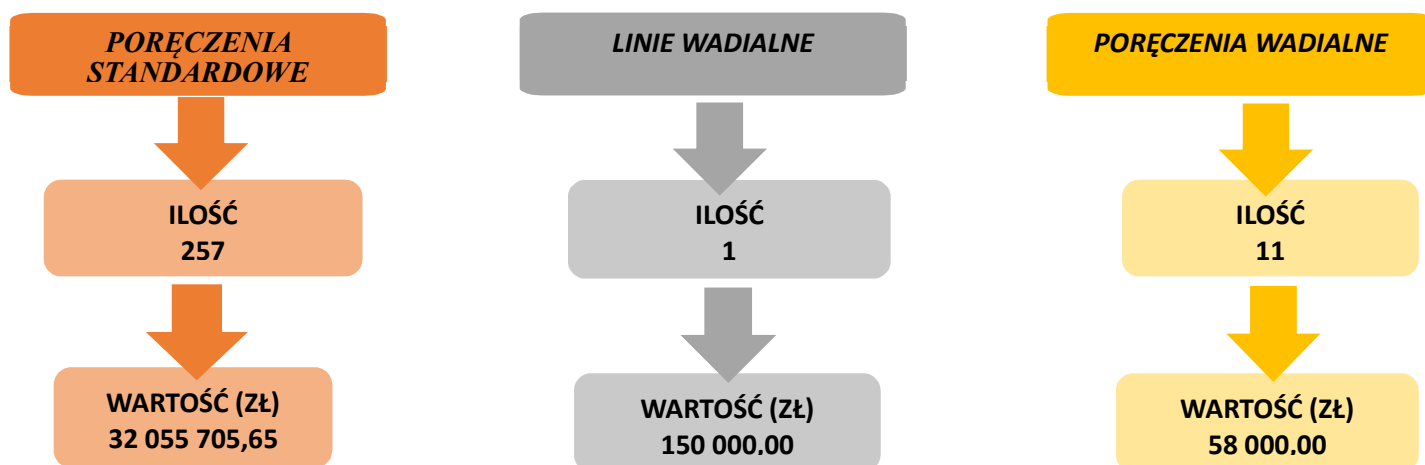 PORĘCZENIA
STANDARDOWE
ILOŚĆ
257
WARTOŚĆ (ZŁ)
32 055 705,65
LINIE WADIALNE
ILOŚĆ
1
WARTOŚĆ (ZŁ)
150 000,00
PORĘCZENIA WADIALNE
ILOŚĆ
11
WARTOŚĆ (ZŁ)
58 000,00